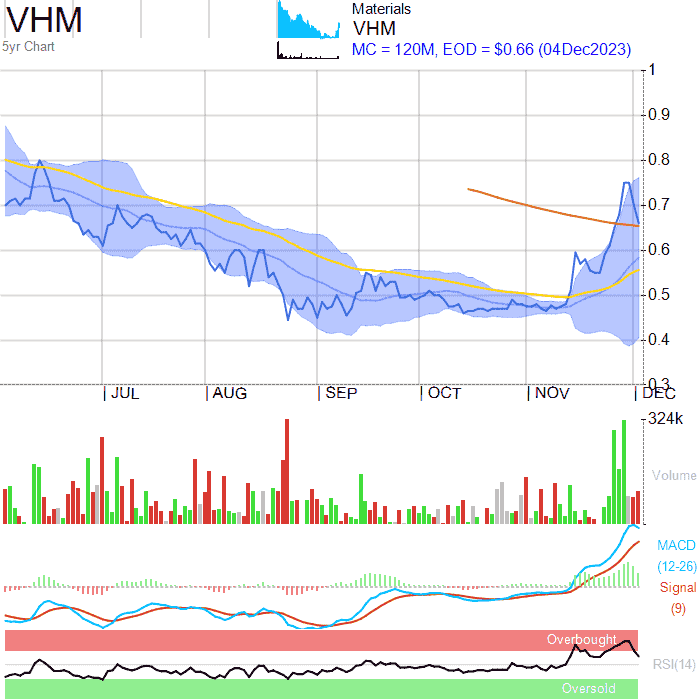 VHM
5yr Chart
Materials
VHM
MC = 120M, EOD = $0.66 (04Dec2023)
1
0.9
0.8
0.7
0.6
0.5
0.4
0.3
JUL AUG SEP OCT NOV DEC
324k
Volume
MACD
(12-26)
Signal
(9)
Overbought
RSI(14)
Oversold